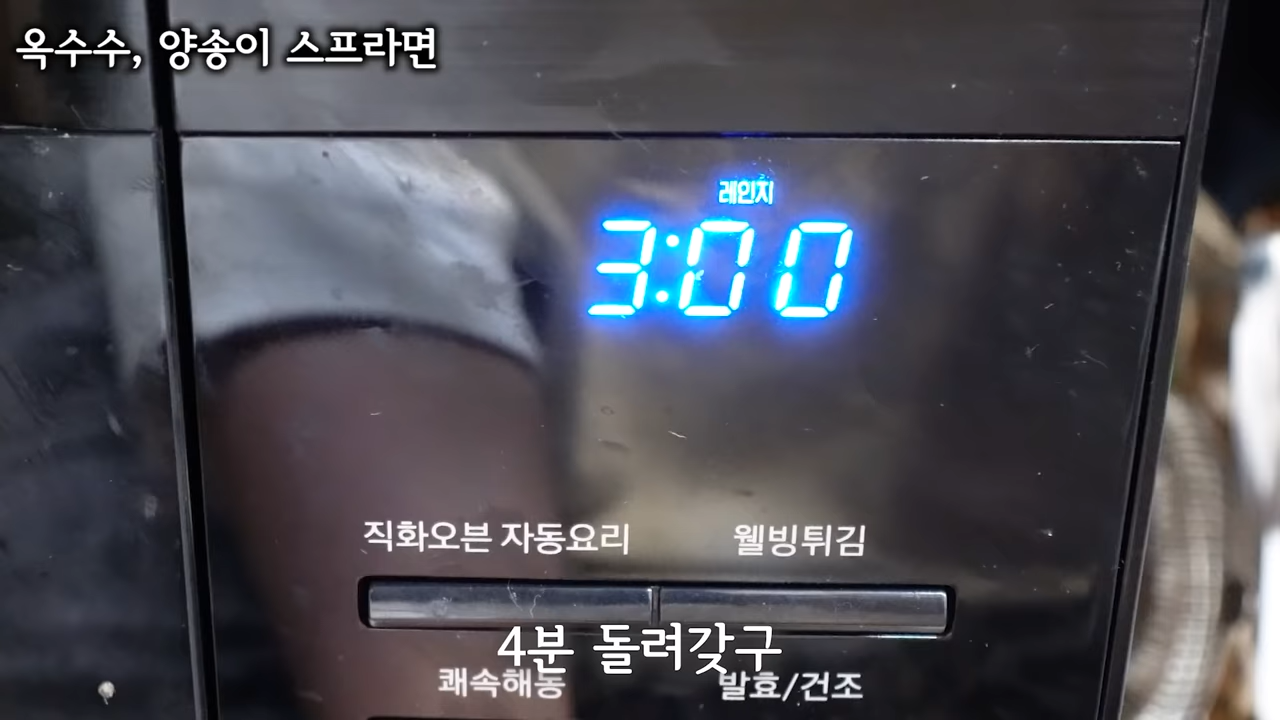 옥수수, 양송이 스프라면
레인지
3:00
직화오븐 자동요리
웰빙튀김
4분 돌려갖구
쾌속해동
발효/건조